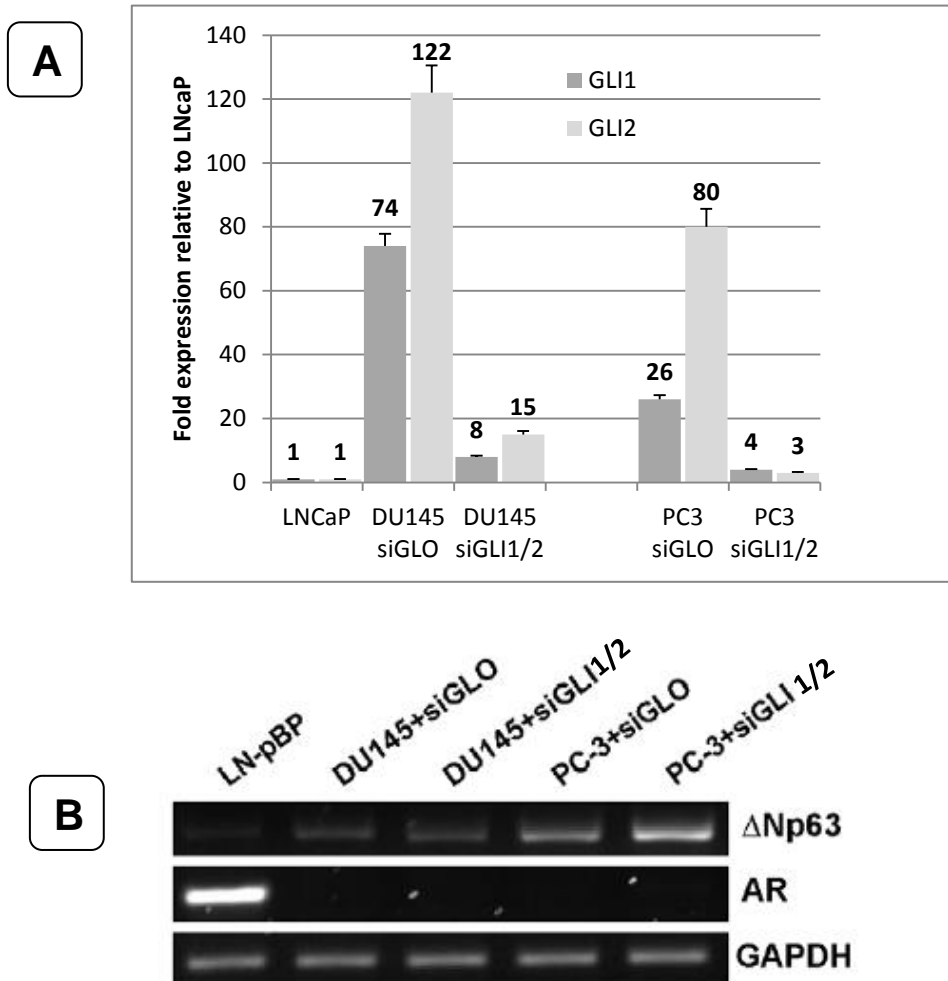 A
Fold expression relative to LNcaP
140
120
100
80
60
40
20
0
GLI1
GLI2
1
1
74
122
8
15
26
80
4
3
LNCaP
DU145
siGLO
DU145
siGLI1/2
PC3
siGLO
PC3
siGLI1/2
B
LN-pBP
DU145+siGLO
DU145+siGLI1/2
PC-3+siGLO
PC-3+siGLI 1/2
ΔNp63
AR
GAPDH